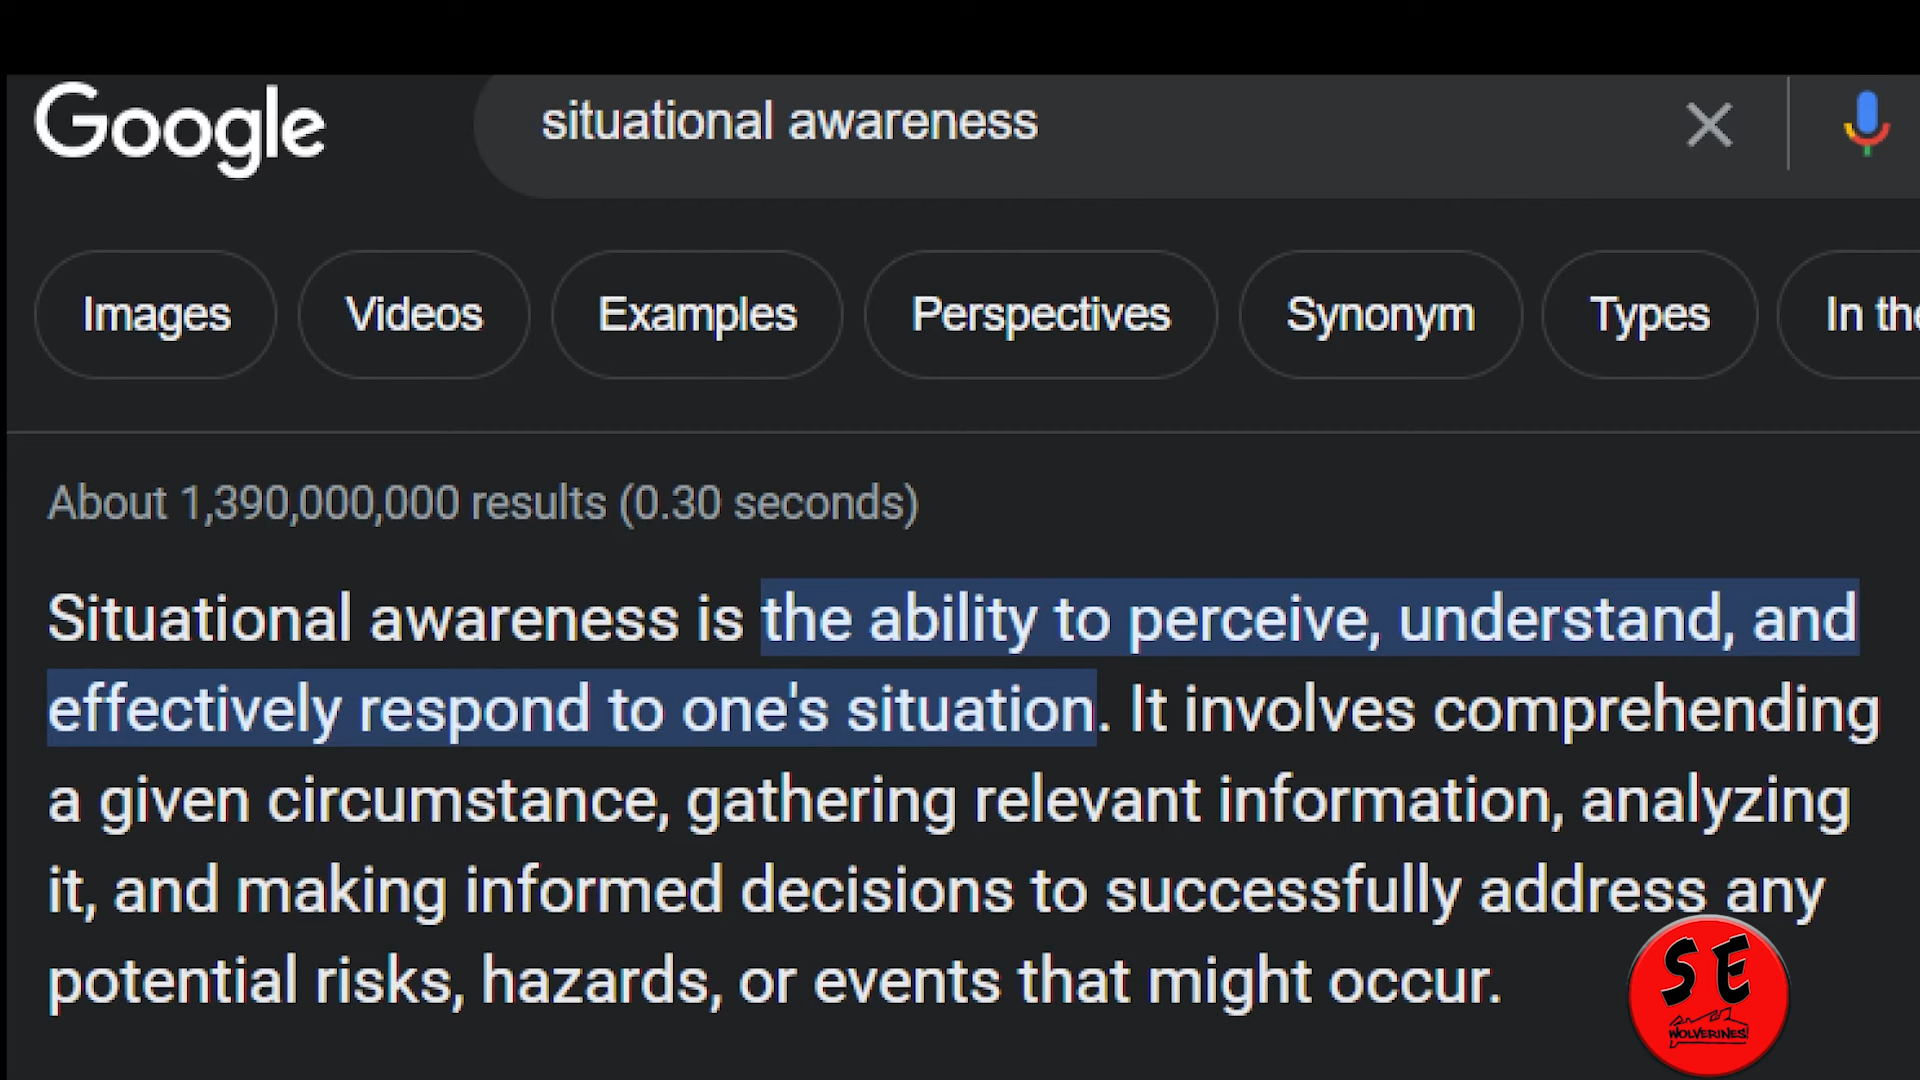 Google
situational awareness
Images Videos Examples Perspectives Synonym Types In the
About 1,390,000,000 results (0.30 seconds)
Situational awareness is the ability to perceive, understand, and
effectively respond to one's situation. It involves comprehending
a given circumstance, gathering relevant information, analyzing
it, and making informed decisions to successfully address any
potential risks, hazards, or events that might occur.
SE
WOLVERINES!